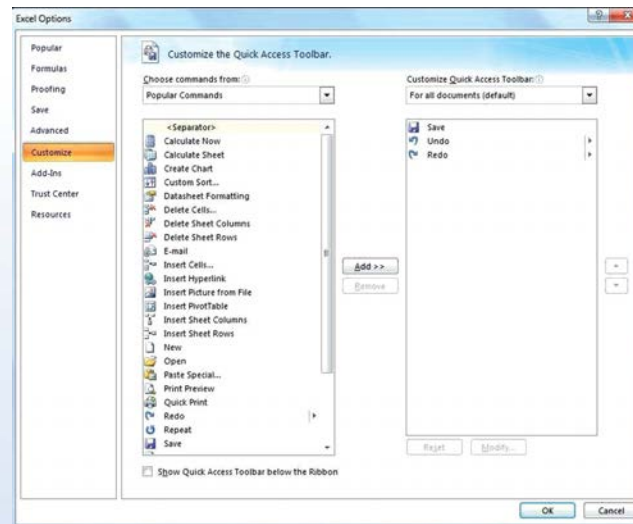 Excel Options
Popular
Formulas
Proofing
Save
Advanced
Customize
Add-Ins
Trust Center
Resources
Customize the Quick Access Toolbar.
Choose commands from:
Popular Commands
<Separator>
Calculate Now
Calculate Sheet
Create Chart
Custom Sort...
Datasheet Formatting
Delete Cells...
Delete Sheet Columns
Delete Sheet Rows
E-mail
Insert Cells...
Insert Hyperlink
Insert Picture from File
Insert PivotTable
Insert Sheet Columns
Insert Sheet Rows
New
Open
Paste Special...
Print Preview
Quick Print
Redo
Repeat
Save
Show Quick Access Toolbar below the Ribbon
Add >>
Remove
Customize Quick Access Toolbar:
For all documents (default)
Save
Undo
Redo
Reset
Modify...
OK
Cancel